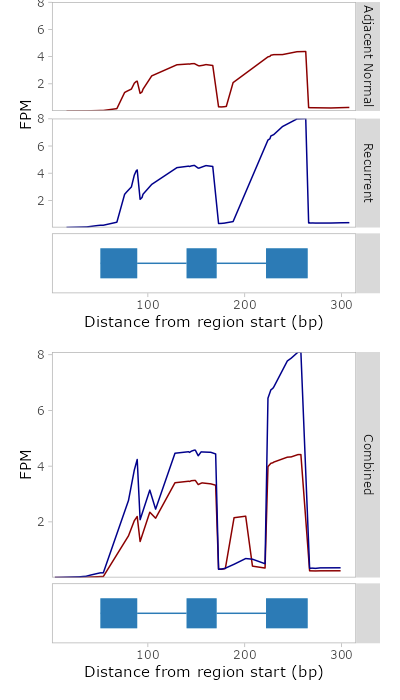 8
6
4
2
Adjacent Normal
FPM
8
6
4
2
Recurrent
100
200
300
Distance from region start (bp)
8
6
4
2
FPM
Combined
100
200
300
Distance from region start (bp)